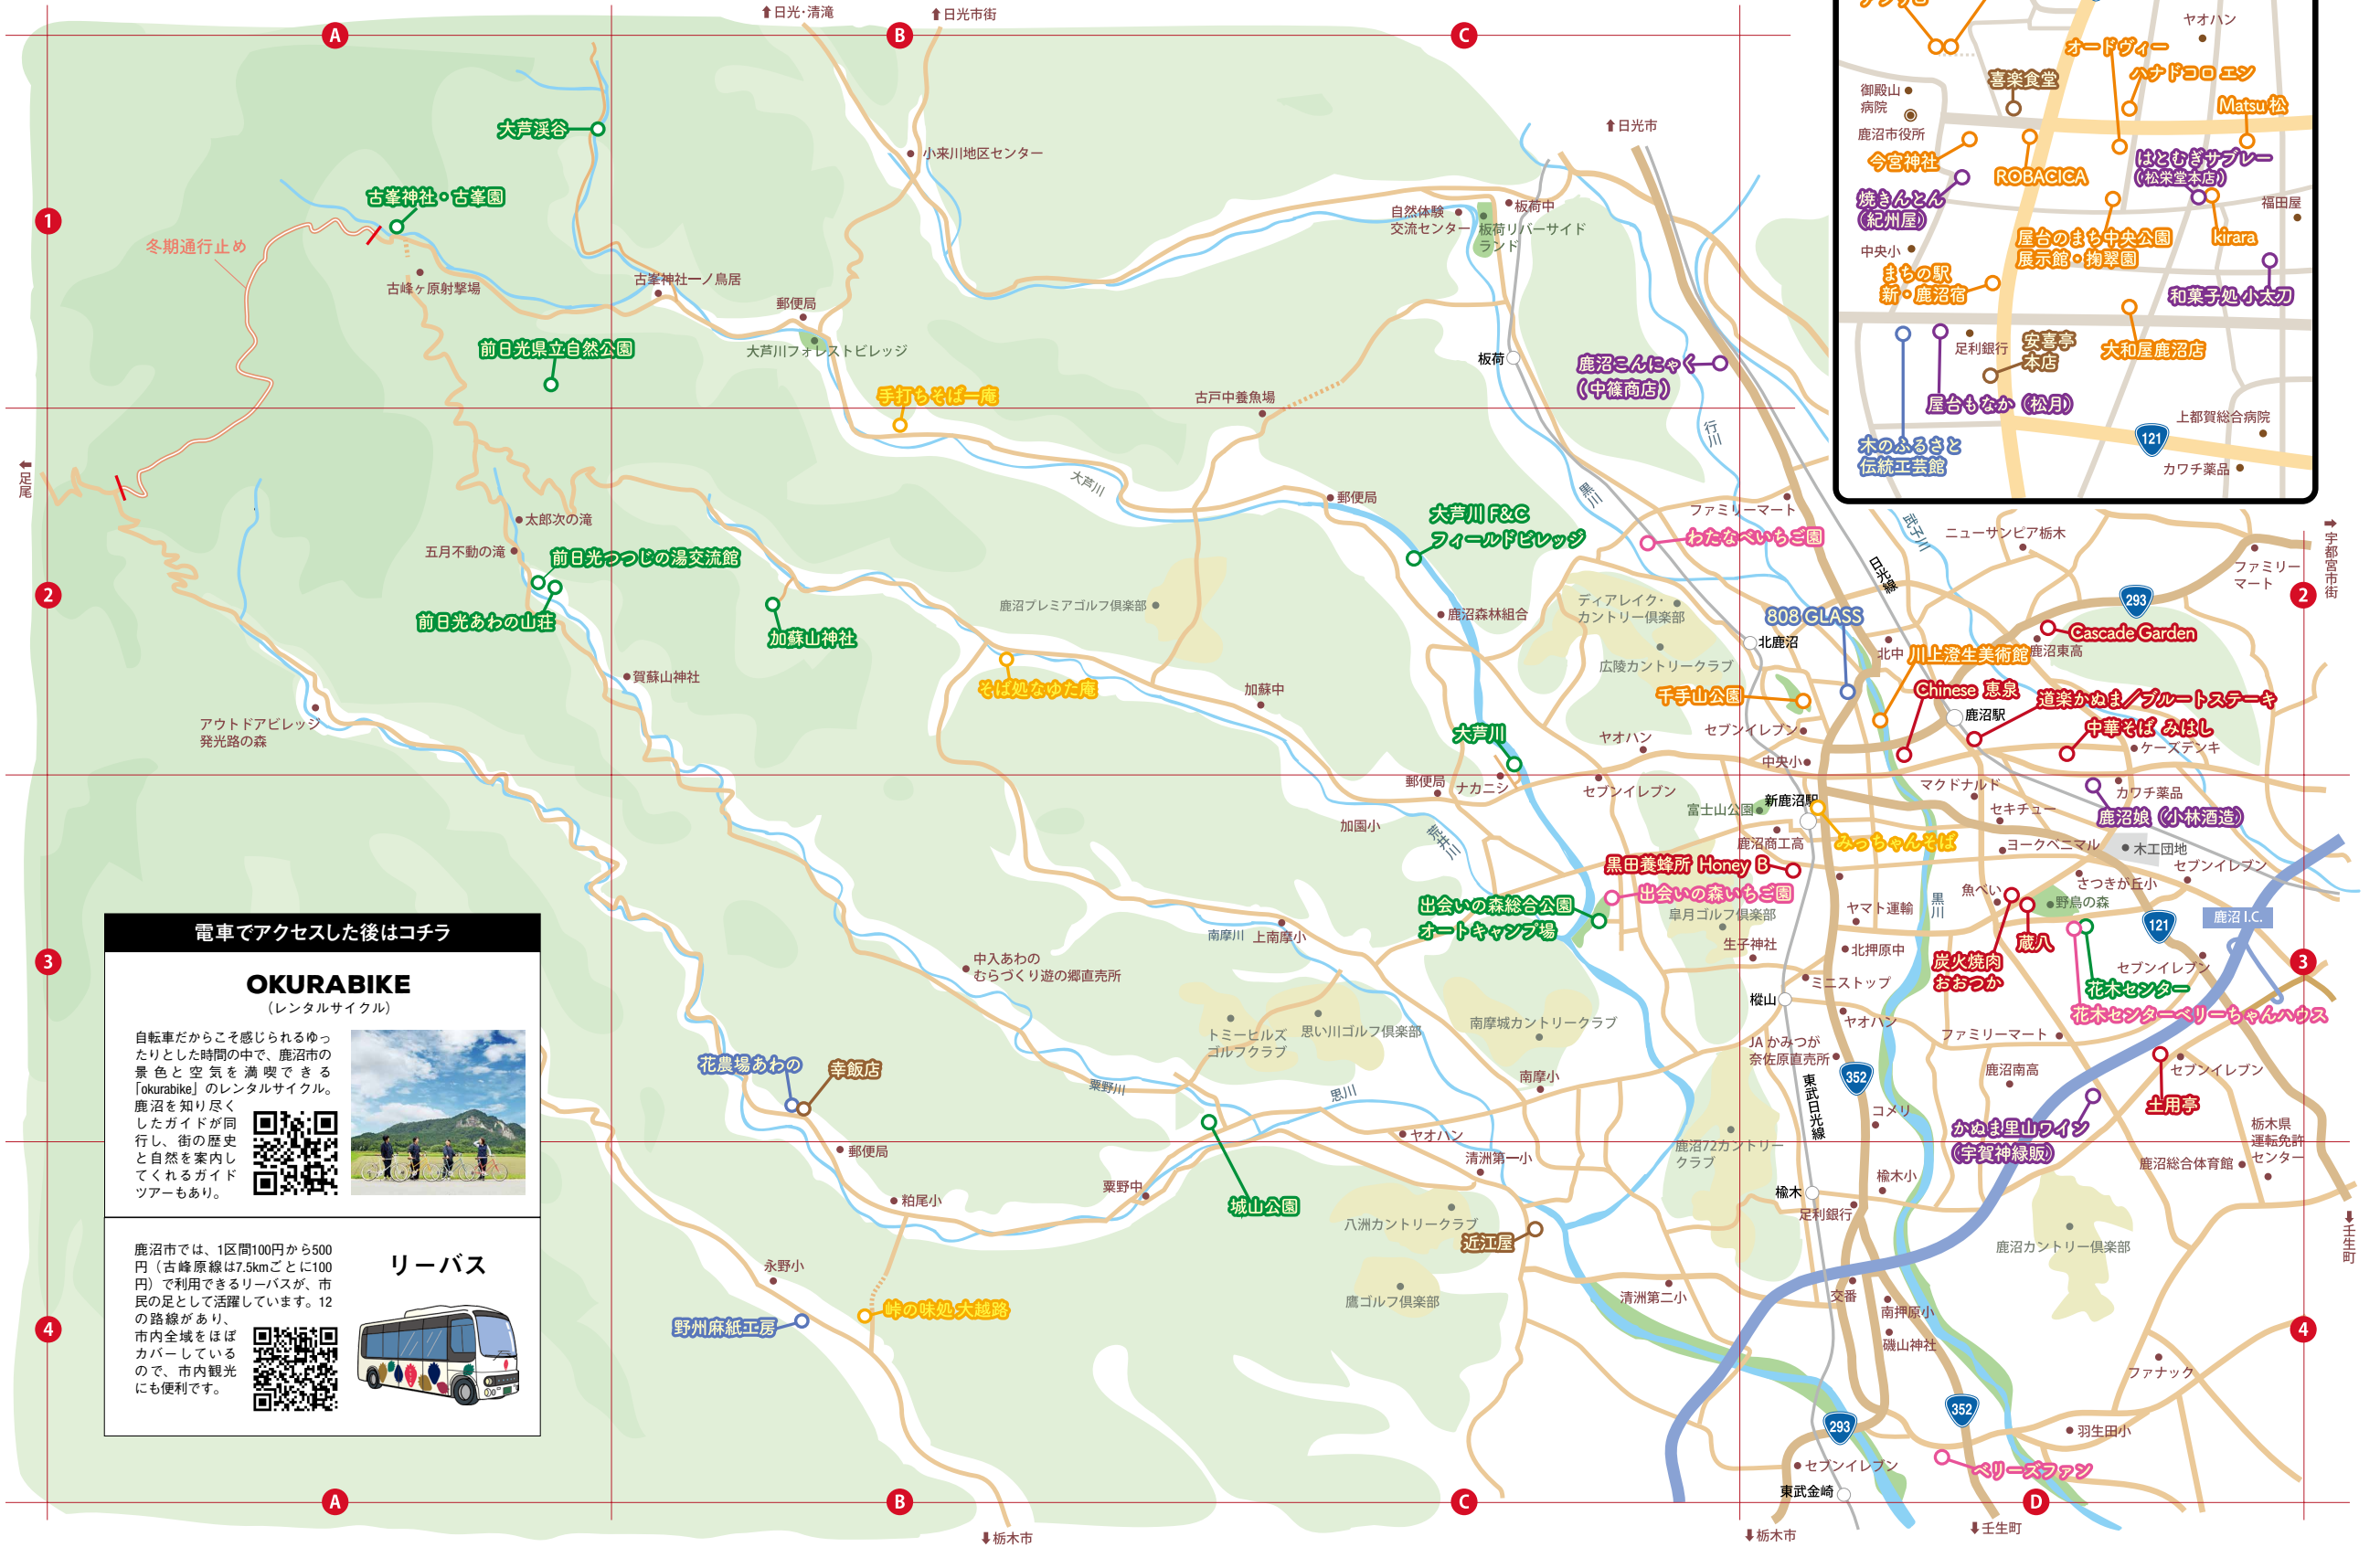 日光・清滝
日光市街
A
B
C
日光市
大芦渓谷
小来川地区センター
古峯神社・古峯園
1
冬期通行止め
古峰ヶ原射撃場
古峯神社一ノ鳥居
郵便局
大芦川フォレストビレッジ
自然体験
交流センター
板荷中
板荷リバーサイド
ランド
前日光県立自然公園
手打ちそば一庵
古戸中養魚場
板荷
鹿沼こんにゃく
(中篠商店)
行川
ヤオハン
オードヴィー
ハナドコロ エン
喜楽食堂
Matsu 松
御殿山
病院
鹿沼市役所
今宮神社
ROBACICA
はとむぎサブレー
(松栄堂本店)
焼きんとん
(紀州屋)
福田屋
中央小
屋台のまち中央公園
展示館・掬翠園
kirara
まちの駅
新・鹿沼宿
和菓子処 小太刀
足利銀行
安喜亭
本店
大和屋鹿沼店
屋台もなか(松月)
上都賀総合病院
木のふるさと
伝統工芸館
121
カワチ薬品
足尾
大芦川
郵便局
黒川
ファミリーマート
武子川
ニューサンピア栃木
宇都宮市街
太郎次の滝
五月不動の滝
前日光つつじの湯交流館
前日光あわの山荘
大芦川 F&C
フィールドビレッジ
わたなべいちご園
日光線
ファミリー
マート
2
加蘇山神社
鹿沼プレミアゴルフ倶楽部
鹿沼森林組合
ディアレイク・
カントリー倶楽部
808 GLASS
293
2
Cascade Garden
広陵カントリークラブ
北鹿沼
北中
川上澄生美術館
鹿沼東高
賀蘇山神社
そば処なゆた庵
加蘇中
千手山公園
Chinese 恵泉
道楽かぬま/ブルートステーキ
鹿沼駅
アウトドアビレッジ
発光路の森
大芦川
ヤオハン
セブンイレブン
中華そば みはし
ケーズデンキ
中央小
郵便局
ナカニシ
セブンイレブン
マクドナルド
カワチ薬品
加園小
荒井川
富士山公園
新鹿沼駅
セキチュー
鹿沼娘(小林酒造)
鹿沼商工高
みっちゃんそば
ヨークベニマル
木工団地
黒田養蜂所 Honey B
セブンイレブン
出会いの森いちご園
さつきが丘小
魚べい
野鳥の森
出会いの森総合公園
オートキャンプ場
皐月ゴルフ倶楽部
ヤマト運輸
黒川
121
鹿沼 I.C.
南摩川
上南摩小
生子神社
北押原中
蔵八
3
3
中入あわの
むらづくり遊の郷直売所
炭火焼肉
おおつか
セブンイレブン
ミニストップ
花木センター
樅山
花木センターベリーちゃんハウス
電車でアクセスした後はコチラ
OKURABIKE
(レンタルサイクル)
自転車だからこそ感じられるゆっ
たりとした時間の中で、鹿沼市の
景色と空気を満喫できる
「okurabike」のレンタルサイクル。
鹿沼を知り尽く
したガイドが同
行し、街の歴史
と自然を案内し
てくれるガイド
ツアーもあり。
鹿沼市では、1区間100円から500
円(古峰原線は7.5kmごとに100
円)で利用できるリーバスが、市
民の足として活躍しています。12
の路線があり、
市内全域をほぼ
カバーしている
ので、市内観光
にも便利です。
リーバス
トミーヒルズ
ゴルフクラブ
思い川ゴルフ倶楽部
南摩城カントリークラブ
ヤオハン
ファミリーマート
JA かみつが
奈佐原直売所
花農場あわの
幸飯店
粟野川
思川
南摩小
352
東武日光線
鹿沼南高
セブンイレブン
土用亭
コメリ
かぬま里山ワイン
(宇賀神緑販)
郵便局
ヤオハン
清洲第一小
鹿沼72カントリー
クラブ
栃木県
運転免許
センター
鹿沼総合体育館
粟野中
粕尾小
城山公園
八洲カントリークラブ
楡木
楡木小
足利銀行
壬生町
近江屋
鹿沼カントリー倶楽部
永野小
鷹ゴルフ倶楽部
清洲第二小
交番
南押原小
4
4
野州麻紙工房
峠の味処 大越路
磯山神社
ファナック
293
352
羽生田小
セブンイレブン
ベリーズファン
東武金崎
A
B
C
D
栃木市
栃木市
壬生町